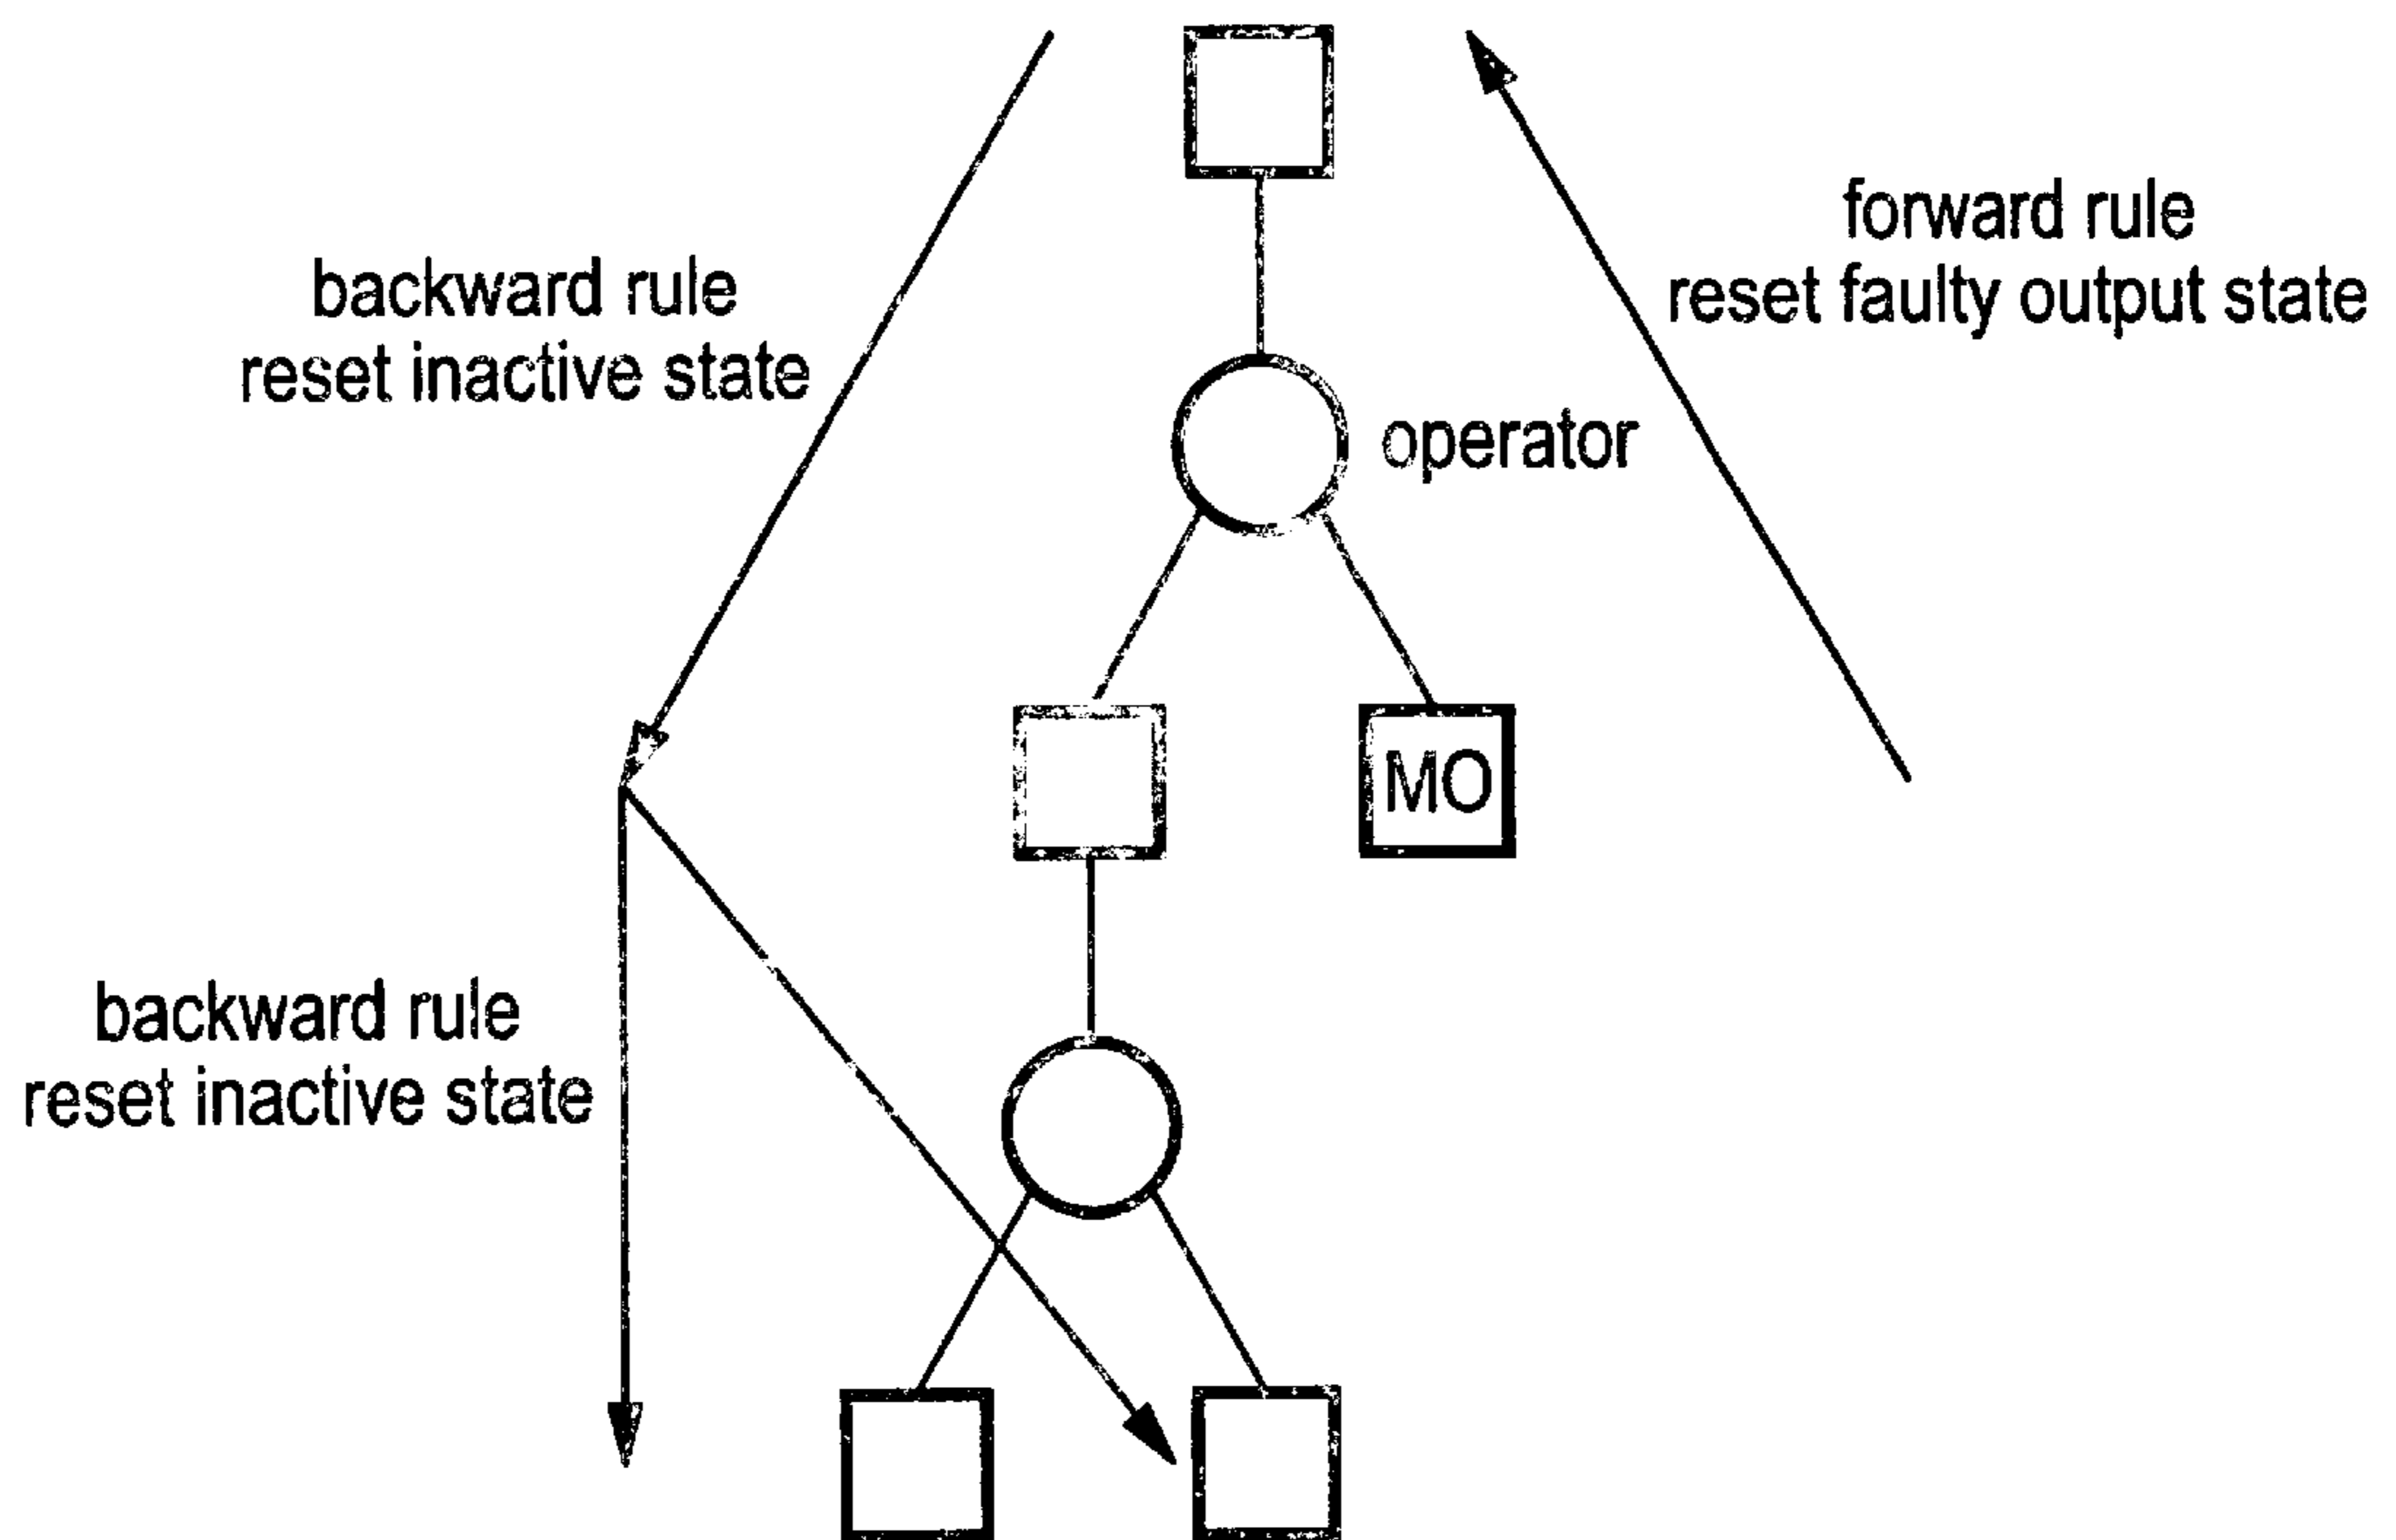 forward rule
reset faulty output state
backward rule
reset inactive state
operator
MO
backward rule
reset inactive state